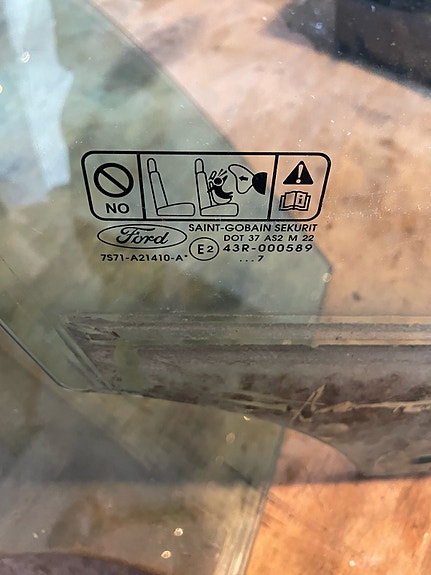 NO
Ford
SAINT-GOBAIN SEKURIT
DOT 37 AS2 M 22
7S71-A21410-A*
E2
43R-000589
...7